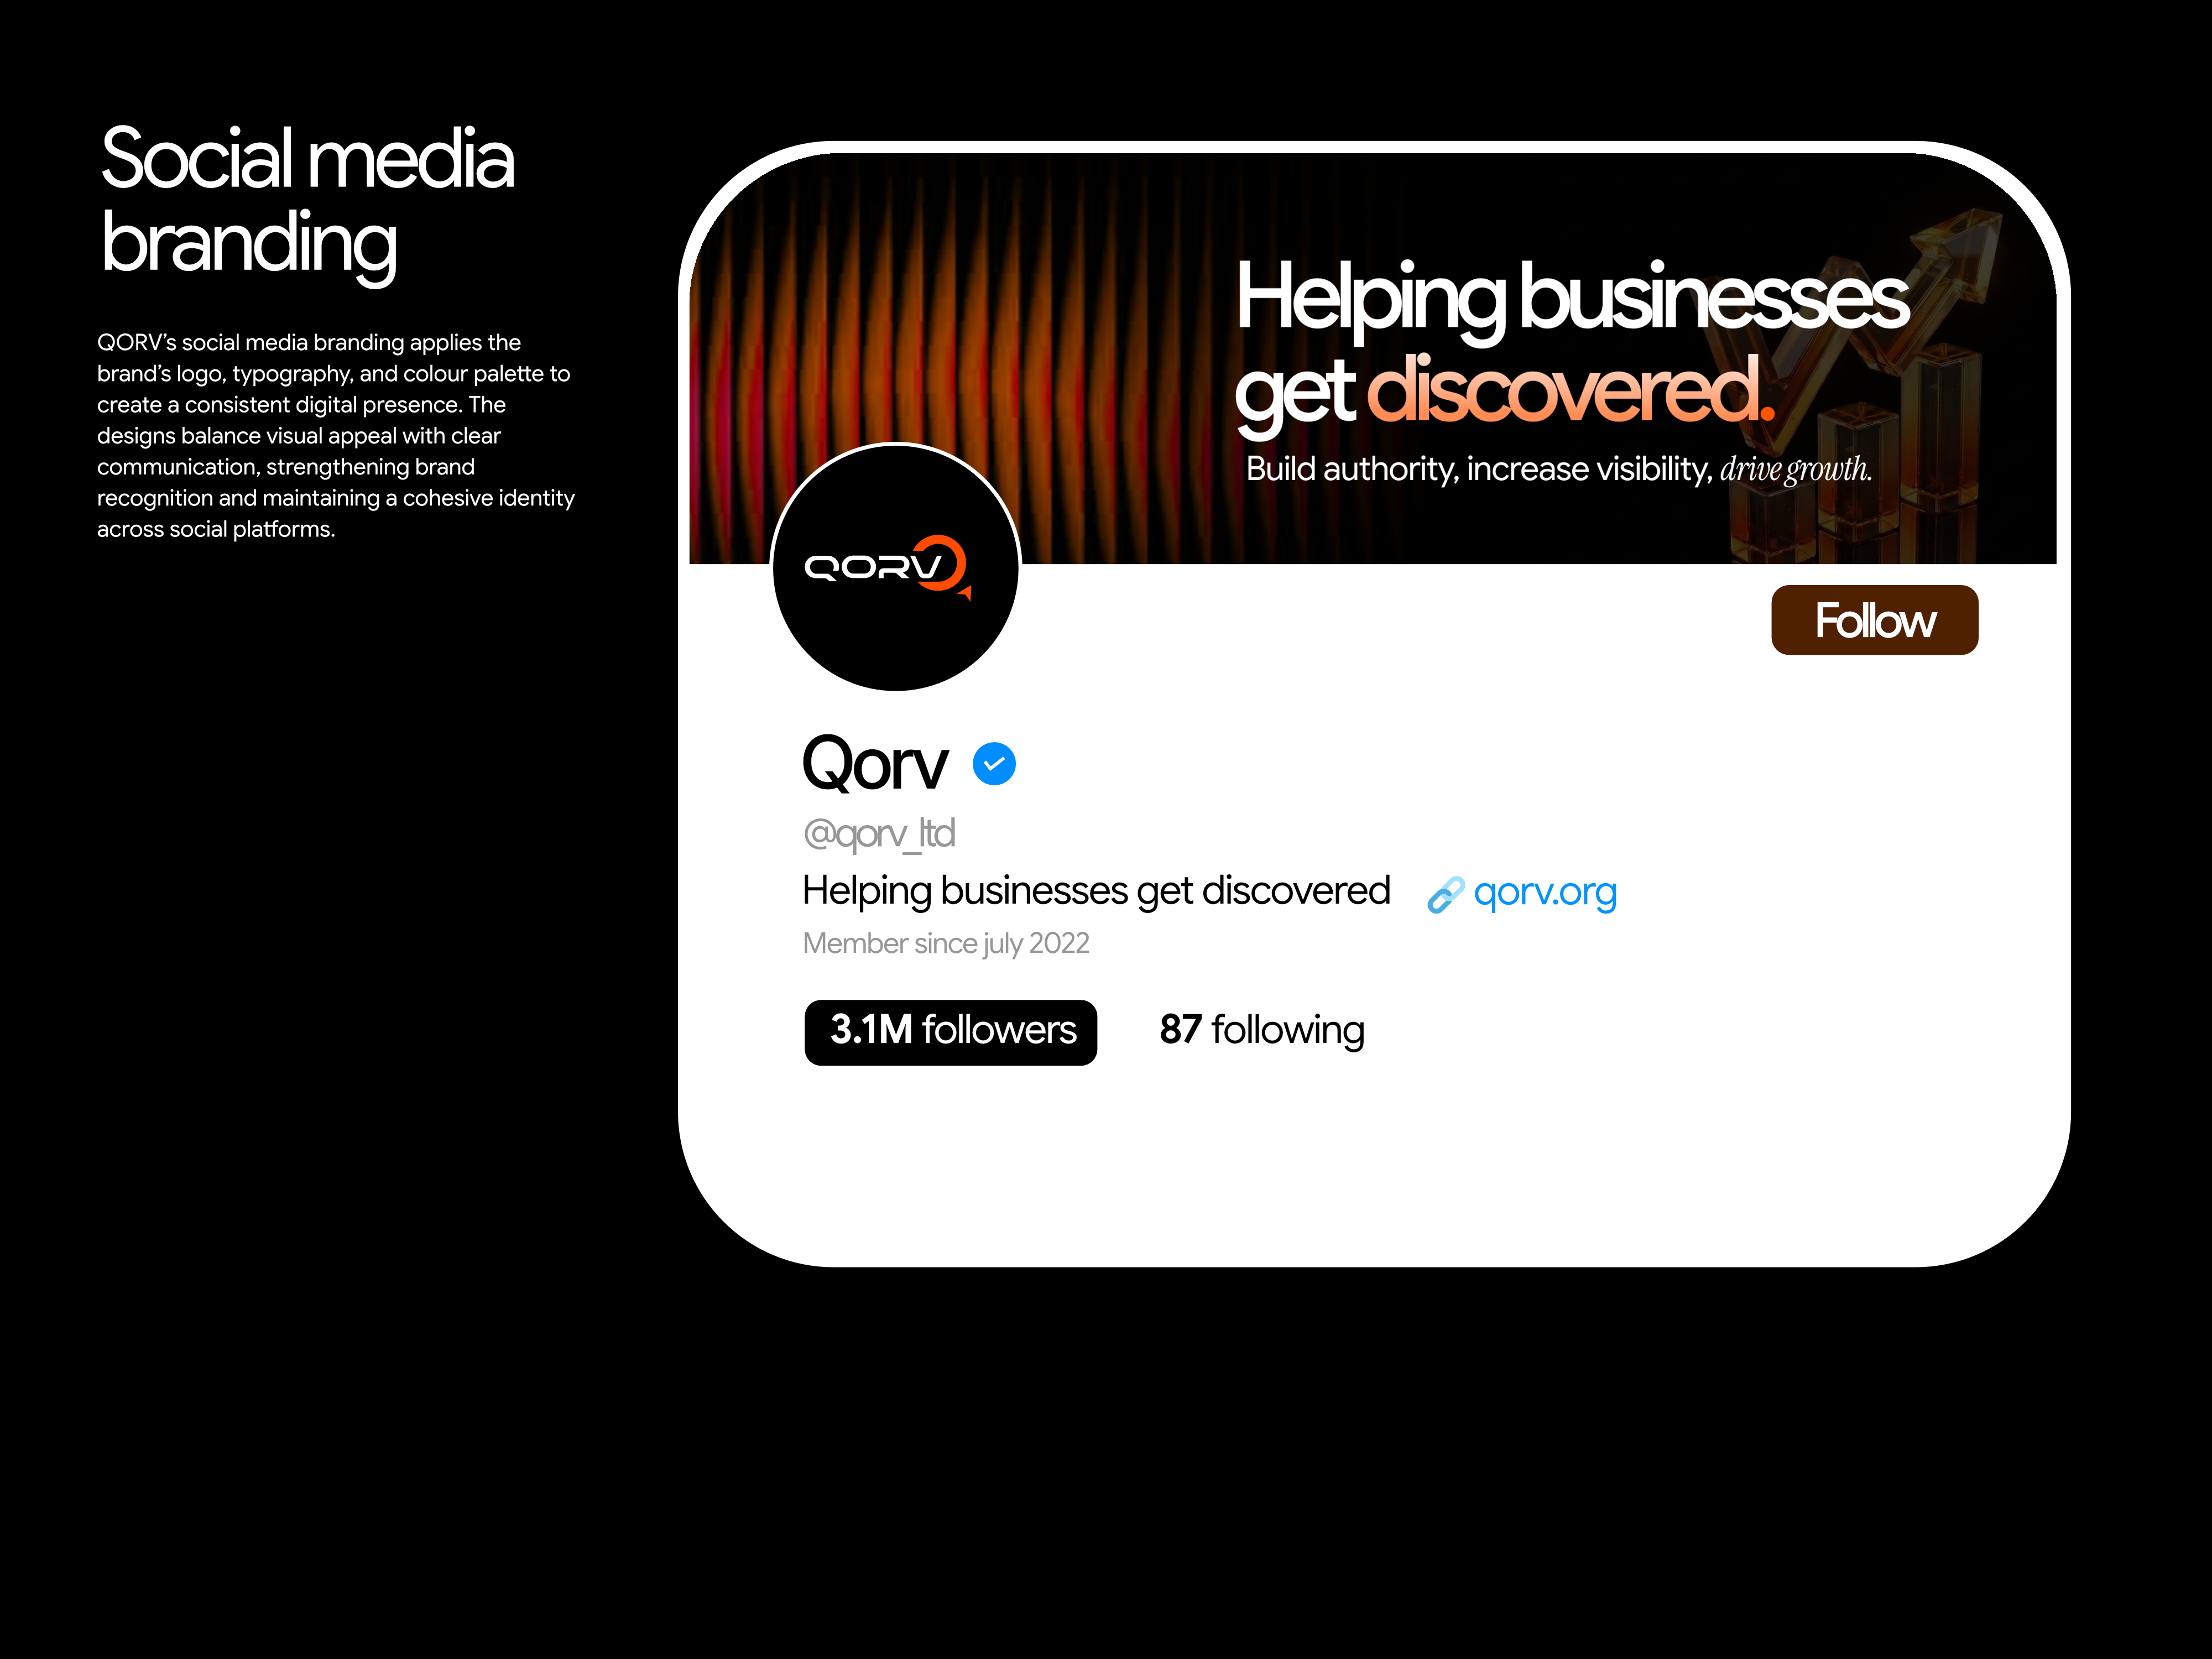 Social media
branding
QORV’s social media branding applies the
brand’s logo, typography, and colour palette to
create a consistent digital presence. The
designs balance visual appeal with clear
communication, strengthening brand
recognition and maintaining a cohesive identity
across social platforms.
Helping businesses
get discovered.
Build authority, increase visibility, drive growth.
QORV
Follow
Qorv
@qorv_ltd
Helping businesses get discovered 🔗 qorv.org
Member since july 2022
3.1M followers 87 following